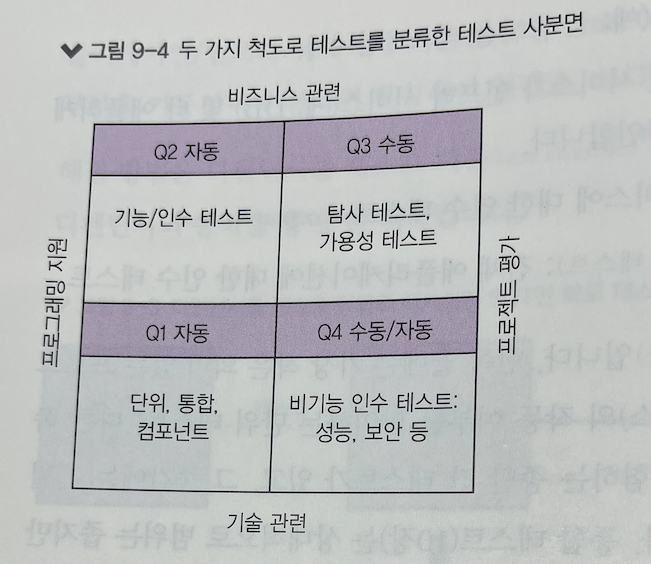 그림 9-4 두 가지 척도로 테스트를 분류한 테스트 사분면
비즈니스 관련
Q2 자동
Q3 수동
기능/인수 테스트
탐사 테스트,
가용성 테스트
프로그래밍 지원
프로젝트 평가
Q1 자동
Q4 수동/자동
단위, 통합,
컴포넌트
비기능 인수 테스트:
성능, 보안 등
기술 관련